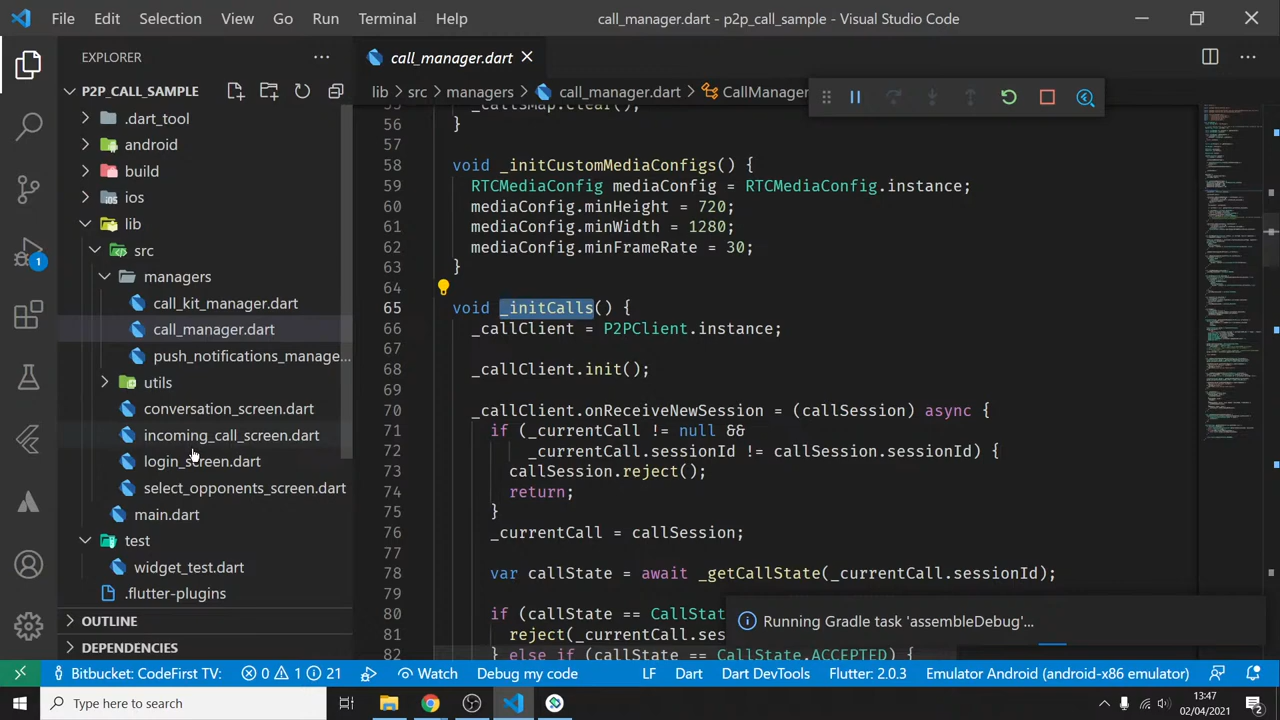 File Edit Selection View Go Run Terminal Help call_manager.dart - p2p_call_sample - Visual Studio Code
EXPLORER
P2P_CALL_SAMPLE
.dart_tool
android
build
ios
lib
src
managers
call_kit_manager.dart
call_manager.dart
push_notifications_manage...
utils
conversation_screen.dart
incoming_call_screen.dart
login_screen.dart
select_opponents_screen.dart
main.dart
test
widget_test.dart
.flutter-plugins
OUTLINE
DEPENDENCIES
1
call_manager.dart
lib > src > managers > call_manager.dart > CallManager
55 _callsMap.clear();
56 }
57
58 void initCustomMediaConfigs() {
59 RTCMediaConfig mediaConfig = RTCMediaConfig.instance;
60 mediaConfig.minHeight = 720;
61 mediaConfig.minWidth = 1280;
62 mediaConfig.minFrameRate = 30;
63 }
64
65 void _initCalls() {
66 _callClient = P2PClient.instance;
67
68 _callClient.init();
69
70 _callClient.onReceiveNewSession = (callSession) async {
71 if (_currentCall != null &&
72 _currentCall.sessionId != callSession.sessionId) {
73 callSession.reject();
74 return;
75 }
76 _currentCall = callSession;
77
78 var callState = await _getCallState(_currentCall.sessionId);
79
80 if (callState == CallStat
81 reject(_currentCall.ses
82 } else if (callState == CallState.ACCEPTED) {
Running Gradle task 'assembleDebug'...
Bitbucket: CodeFirst TV: 0 1 21 Watch Debug my code LF Dart Dart DevTools Flutter: 2.0.3 Emulator Android (android-x86 emulator)
Type here to search
13:47
02/04/2021
2